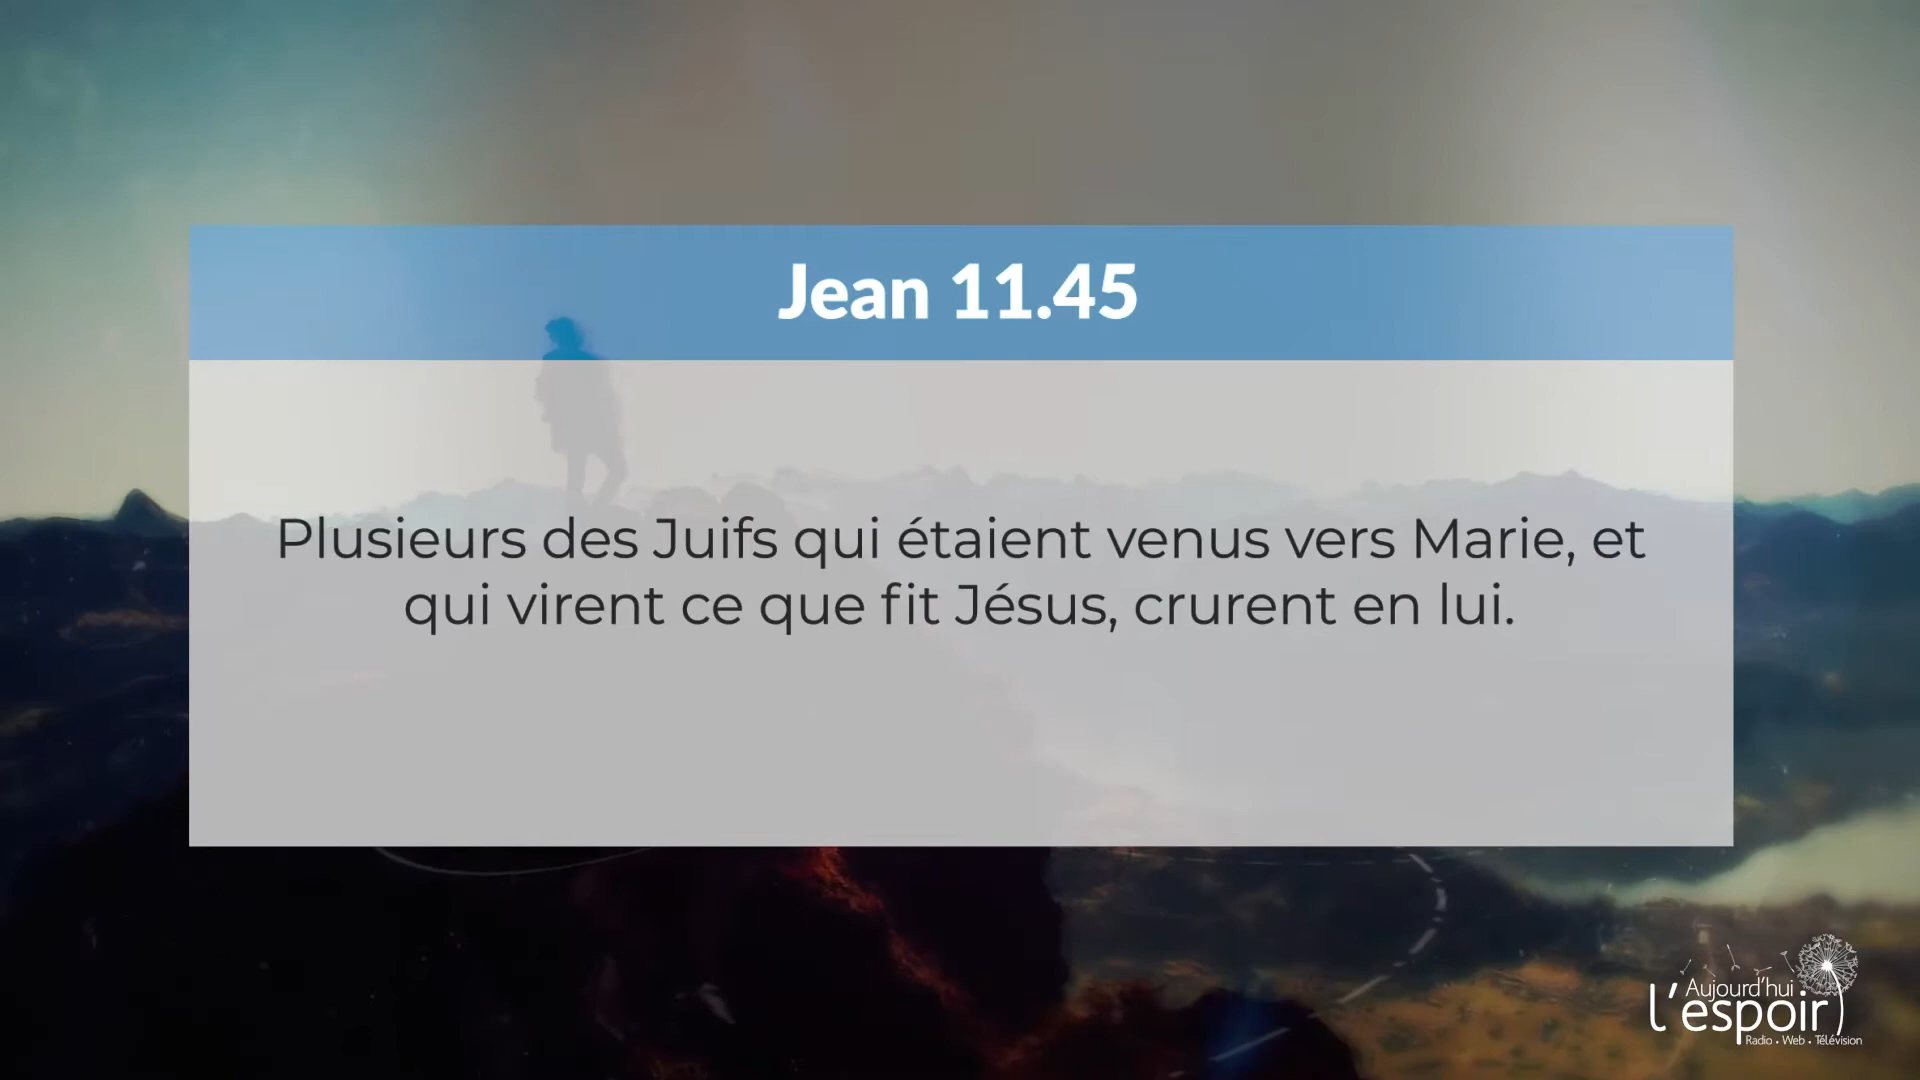 Jean 11.45
Plusieurs des Juifs qui étaient venus vers Marie, et
qui virent ce que fit Jésus, crurent en lui.
Aujourd'hui
l'espoir
Radio • Web • Télévision